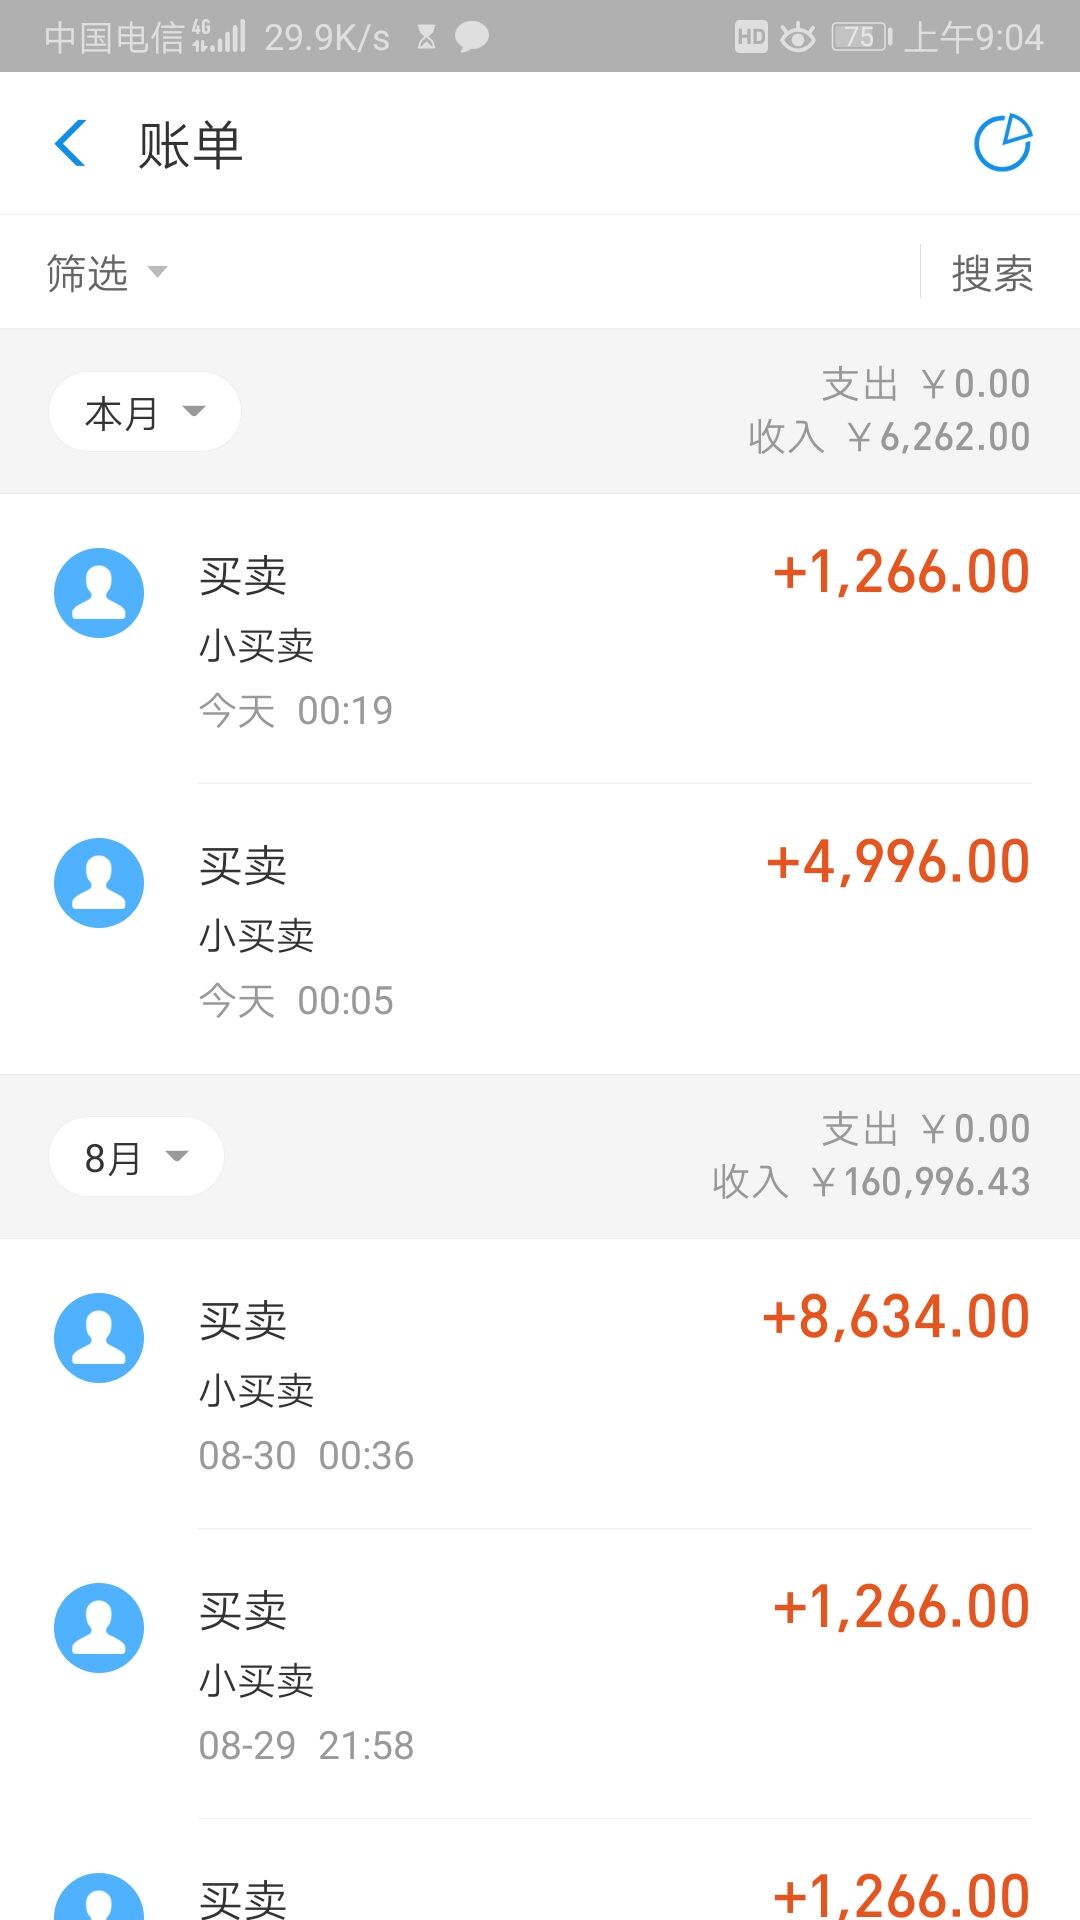 中国电信 4G 29.9K/s HD 75 上午9:04
账单
筛选 搜索
本月
支出 ￥0.00
收入 ￥6,262.00
买卖 +1,266.00
小买卖
今天 00:19
买卖 +4,996.00
小买卖
今天 00:05
8月
支出 ￥0.00
收入 ￥160,996.43
买卖 +8,634.00
小买卖
08-30 00:36
买卖 +1,266.00
小买卖
08-29 21:58
买卖 +1,266.00